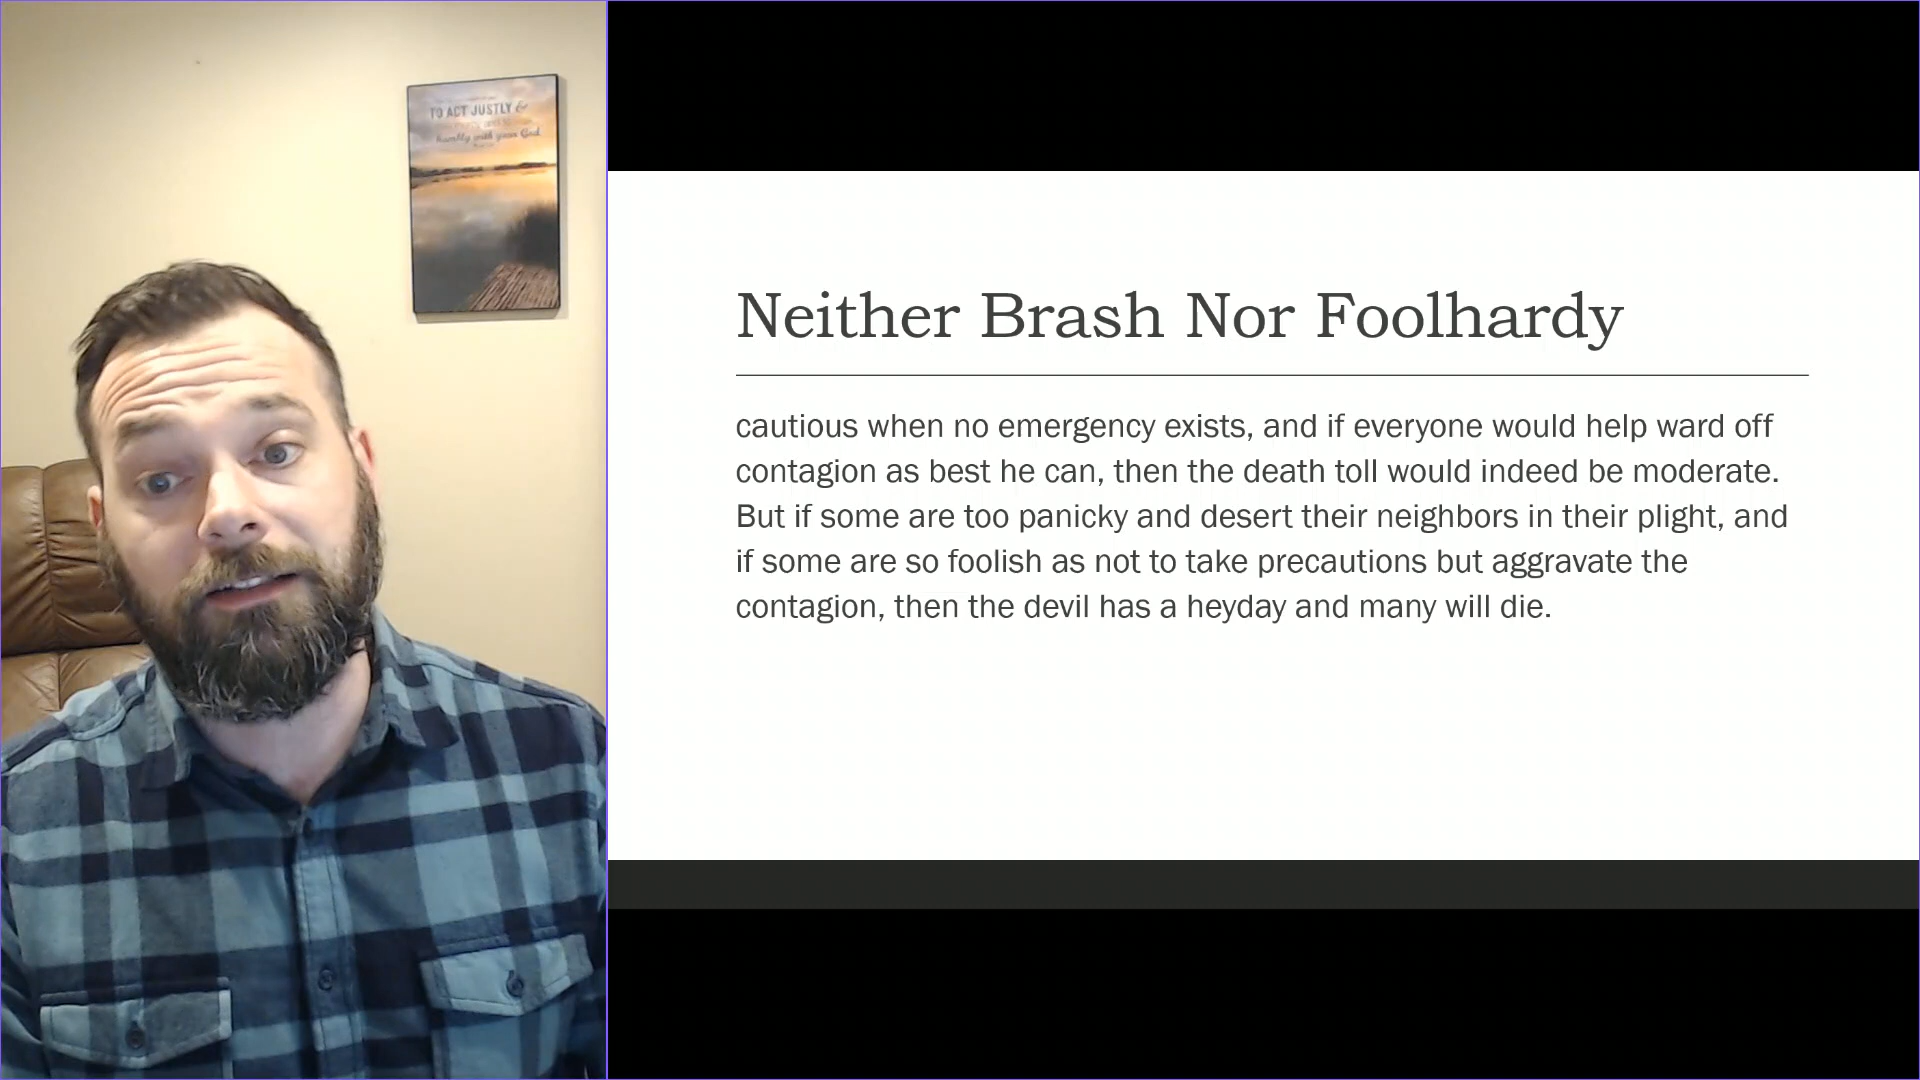 TO ACT JUSTLY &
humbly with your God.
Neither Brash Nor Foolhardy
cautious when no emergency exists, and if everyone would help ward off
contagion as best he can, then the death toll would indeed be moderate.
But if some are too panicky and desert their neighbors in their plight, and
if some are so foolish as not to take precautions but aggravate the
contagion, then the devil has a heyday and many will die.